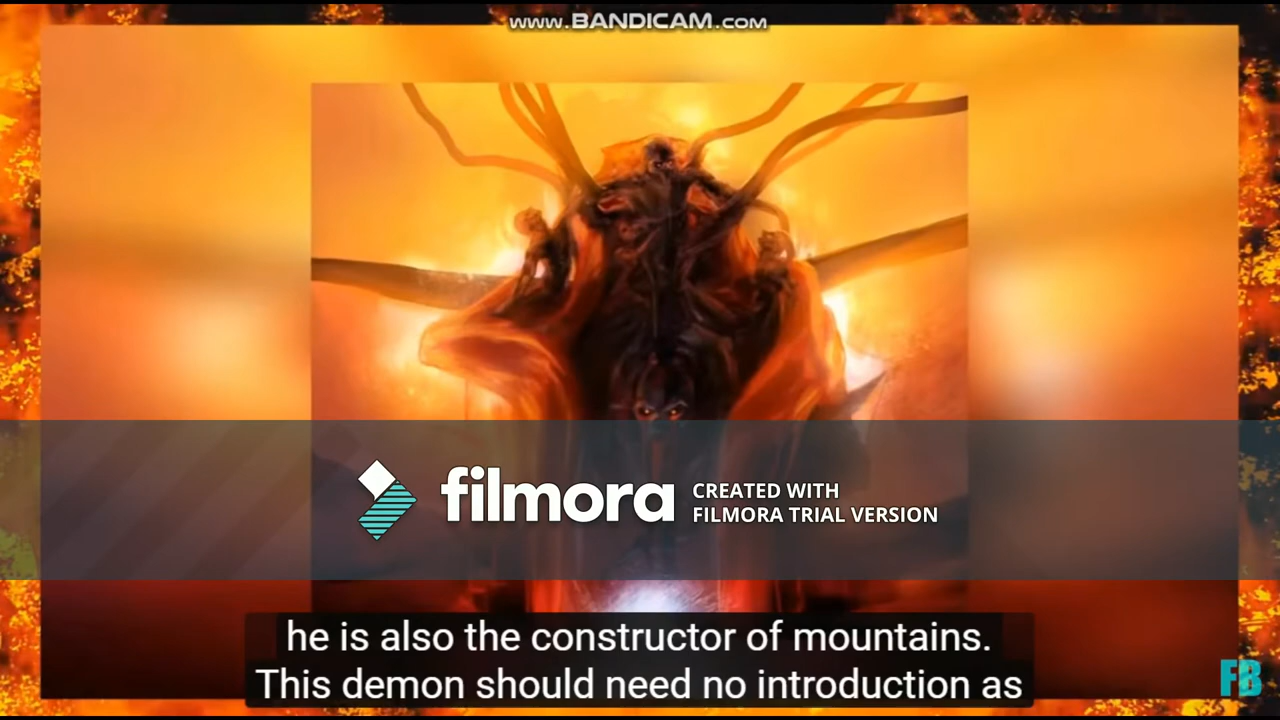 WWW.BANDICAM.COM
filmora
CREATED WITH
FILMORA TRIAL VERSION
he is also the constructor of mountains.
This demon should need no introduction as
FB